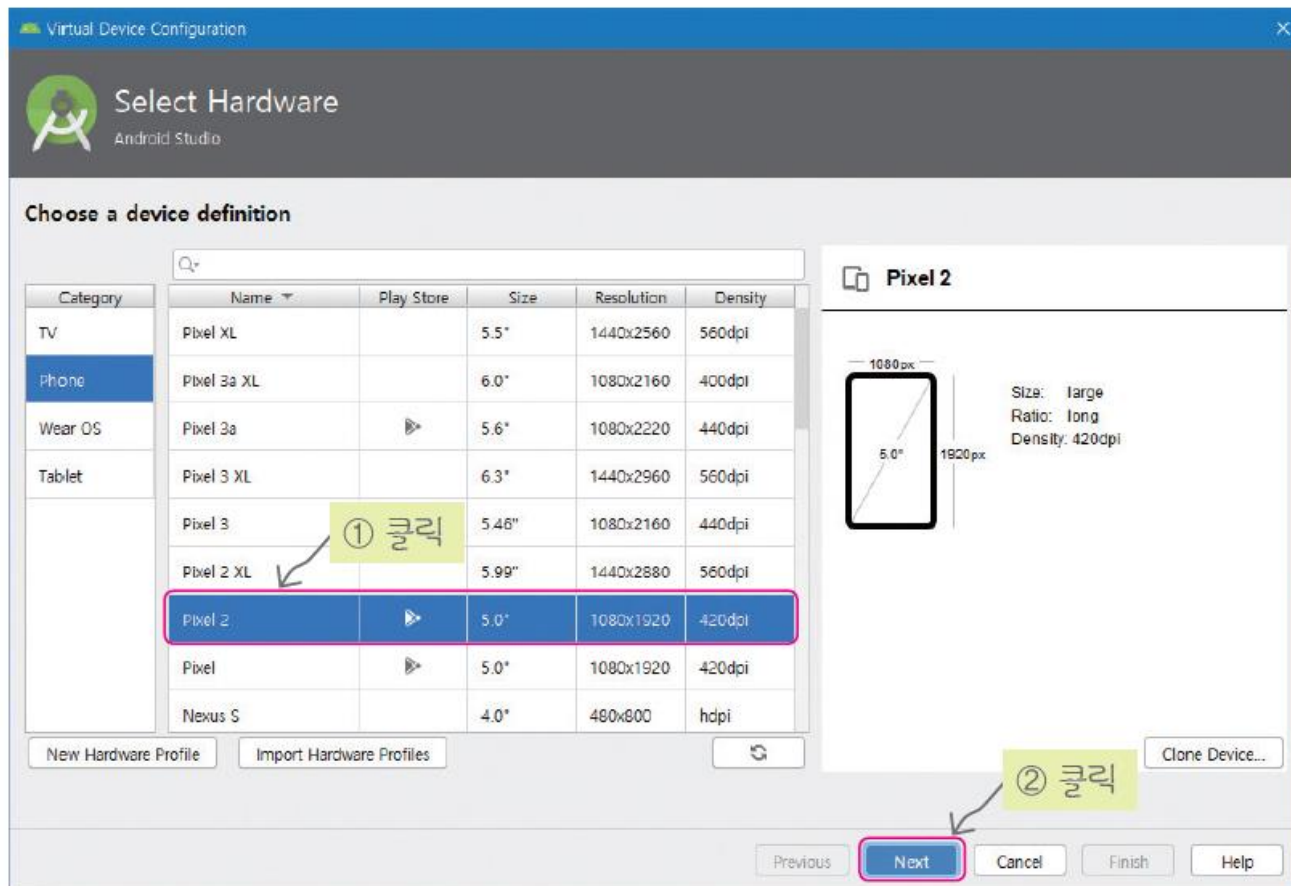 Virtual Device Configuration
Select Hardware
Android Studio
Choose a device definition
Category Name Play Store Size Resolution Density
TV
Phone
Wear OS
Tablet
Pixel XL 5.5" 1440x2560 560dpi
Pixel 3a XL 6.0" 1080x2160 400dpi
Pixel 3a 5.6" 1080x2220 440dpi
Pixel 3 XL 6.3" 1440x2960 560dpi
Pixel 3 5.46" 1080x2160 440dpi
Pixel 2 XL 5.99" 1440x2880 560dpi
Pixel 2 5.0" 1080x1920 420dpi
Pixel 5.0" 1080x1920 420dpi
Nexus S 4.0" 480x800 hdpi
① 클릭
New Hardware Profile Import Hardware Profiles
Pixel 2
1080px
5.0"
1920px
Size: large
Ratio: long
Density: 420dpi
Clone Device...
② 클릭
Previous Next Cancel Finish Help